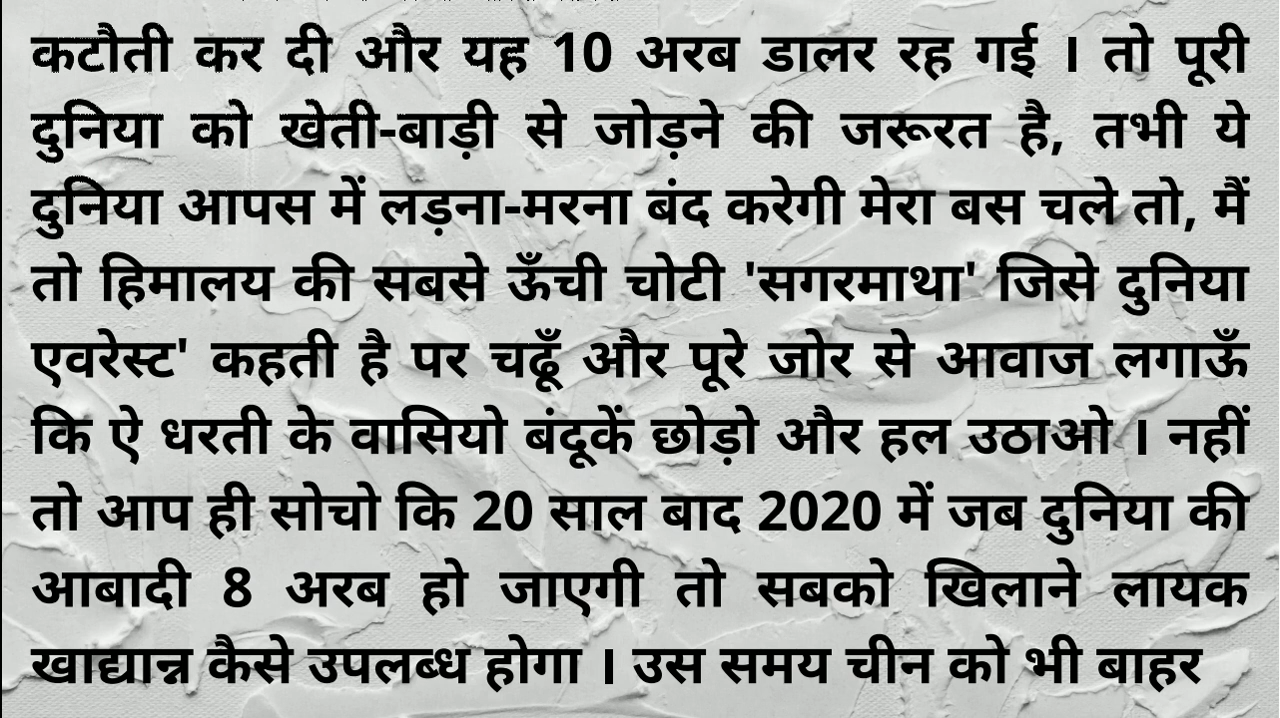 कटौती कर दी और यह 10 अरब डालर रह गई । तो पूरी
दुनिया को खेती-बाड़ी से जोड़ने की जरूरत है, तभी ये
दुनिया आपस में लड़ना-मरना बंद करेगी मेरा बस चले तो, मैं
तो हिमालय की सबसे ऊँची चोटी 'सगरमाथा' जिसे दुनिया
एवरेस्ट' कहती है पर चढूँ और पूरे जोर से आवाज लगाऊँ
कि ऐ धरती के वासियो बंदूकें छोड़ो और हल उठाओ । नहीं
तो आप ही सोचो कि 20 साल बाद 2020 में जब दुनिया की
आबादी 8 अरब हो जाएगी तो सबको खिलाने लायक
खाद्यान्न कैसे उपलब्ध होगा । उस समय चीन को भी बाहर